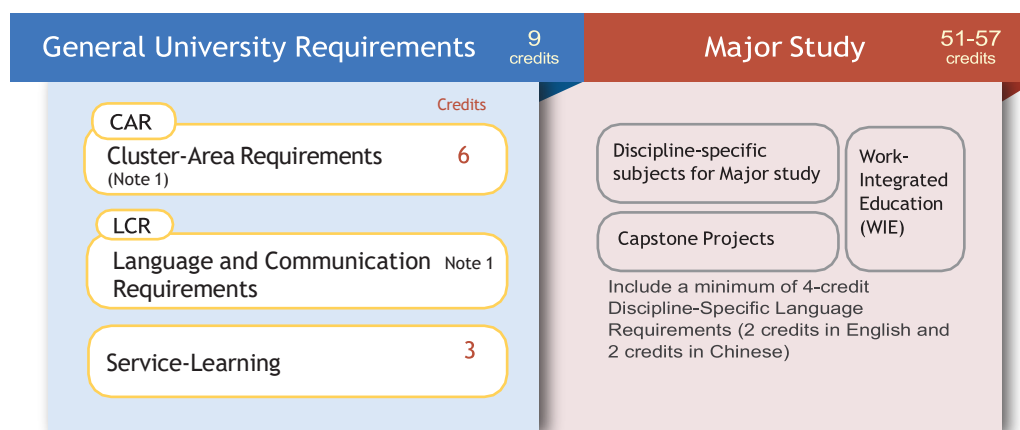 General University Requirements
9
credits
Major Study
51-57
credits
Credits
CAR
Cluster-Area Requirements
6
(Note 1)
LCR
Language and Communication Note 1
Requirements
Service-Learning
3
Discipline-specific
subjects for Major study
Capstone Projects
Work-
Integrated
Education
(WIE)
Include a minimum of 4-credit
Discipline-Specific Language
Requirements (2 credits in English and
2 credits in Chinese)